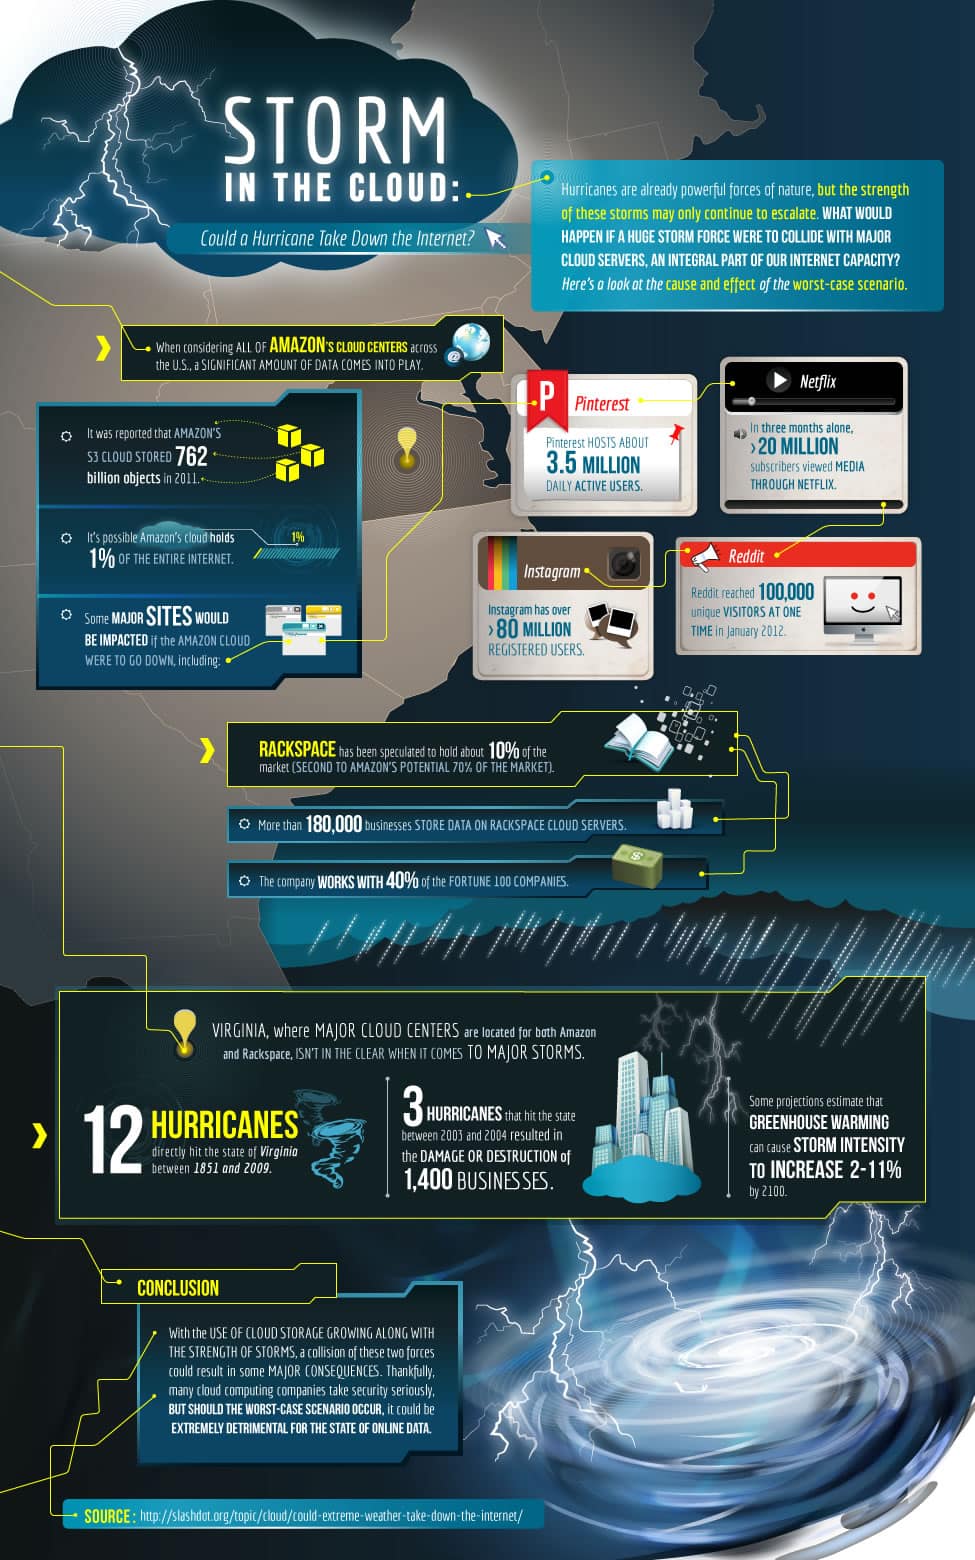 STORM
IN THE CLOUD:
Could a Hurricane Take Down the Internet?
Hurricanes are already powerful forces of nature, but the strength
of these storms may only continue to escalate. WHAT WOULD
HAPPEN IF A HUGE STORM FORCE WERE TO COLLIDE WITH MAJOR
CLOUD SERVERS, AN INTEGRAL PART OF OUR INTERNET CAPACITY?
Here's a look at the cause and effect of the worst-case scenario.
When considering ALL OF AMAZON'S CLOUD CENTERS across
the U.S., a SIGNIFICANT AMOUNT OF DATA COMES INTO PLAY.
@
It was reported that AMAZON'S
S3 CLOUD STORED 762
billion objects in 2011.
It's possible Amazon's cloud holds
1% OF THE ENTIRE INTERNET.
1%
Some MAJOR SITES WOULD
BE IMPACTED if the AMAZON CLOUD
WERE TO GO DOWN, including:
P
Pinterest
Pinterest HOSTS ABOUT
3.5 MILLION
DAILY ACTIVE USERS.
Netflix
In three months alone,
>20 MILLION
subscribers viewed MEDIA
THROUGH NETFLIX.
Instagram
Instagram has over
>80 MILLION
REGISTERED USERS.
Reddit
Reddit reached 100,000
unique VISITORS AT ONE
TIME in January 2012.
RACKSPACE has been speculated to hold about 10% of the
market (SECOND TO AMAZON'S POTENTIAL 70% OF THE MARKET).
More than 180,000 businesses STORE DATA ON RACKSPACE CLOUD SERVERS.
The company WORKS WITH 40% of the FORTUNE 100 COMPANIES.
$
VIRGINIA, where MAJOR CLOUD CENTERS are located for both Amazon
and Rackspace, ISN'T IN THE CLEAR WHEN IT COMES TO MAJOR STORMS.
12 HURRICANES
directly hit the state of Virginia
between 1851 and 2009.
3 HURRICANES that hit the state
between 2003 and 2004 resulted in
the DAMAGE OR DESTRUCTION of
1,400 BUSINESSES.
Some projections estimate that
GREENHOUSE WARMING
can cause STORM INTENSITY
TO INCREASE 2-11%
by 2100.
CONCLUSION
With the USE OF CLOUD STORAGE GROWING ALONG WITH
THE STRENGTH OF STORMS, a collision of these two forces
could result in some MAJOR CONSEQUENCES. Thankfully,
many cloud computing companies take security seriously,
BUT SHOULD THE WORST-CASE SCENARIO OCCUR, it could be
EXTREMELY DETRIMENTAL FOR THE STATE OF ONLINE DATA.
SOURCE: http://slashdot.org/topic/cloud/could-extreme-weather-take-down-the-internet/